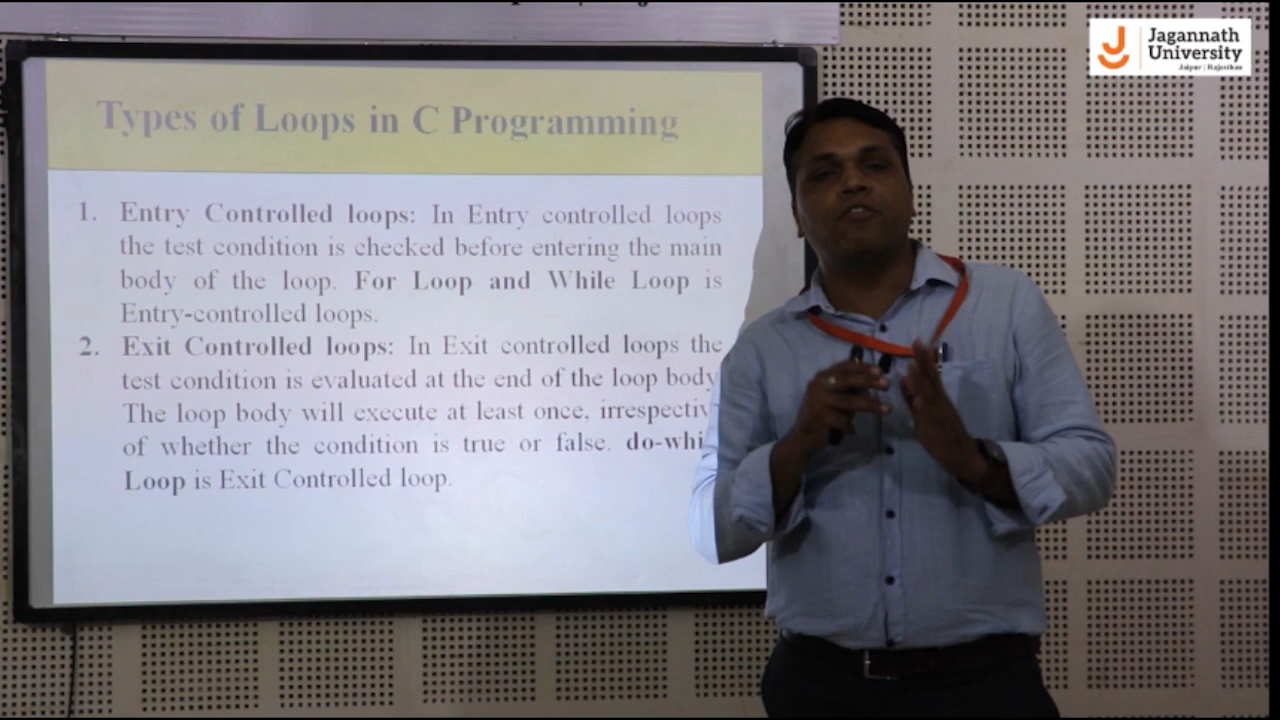 Jagannath
University
Jaipur | Rajasthan
Types of Loops in C Programming
1. Entry Controlled loops: In Entry controlled loops
the test condition is checked before entering the main
body of the loop. For Loop and While Loop is
Entry-controlled loops.
2. Exit Controlled loops: In Exit controlled loops the
test condition is evaluated at the end of the loop body
The loop body will execute at least once, irrespectiv
of whether the condition is true or false. do-whi
Loop is Exit Controlled loop.